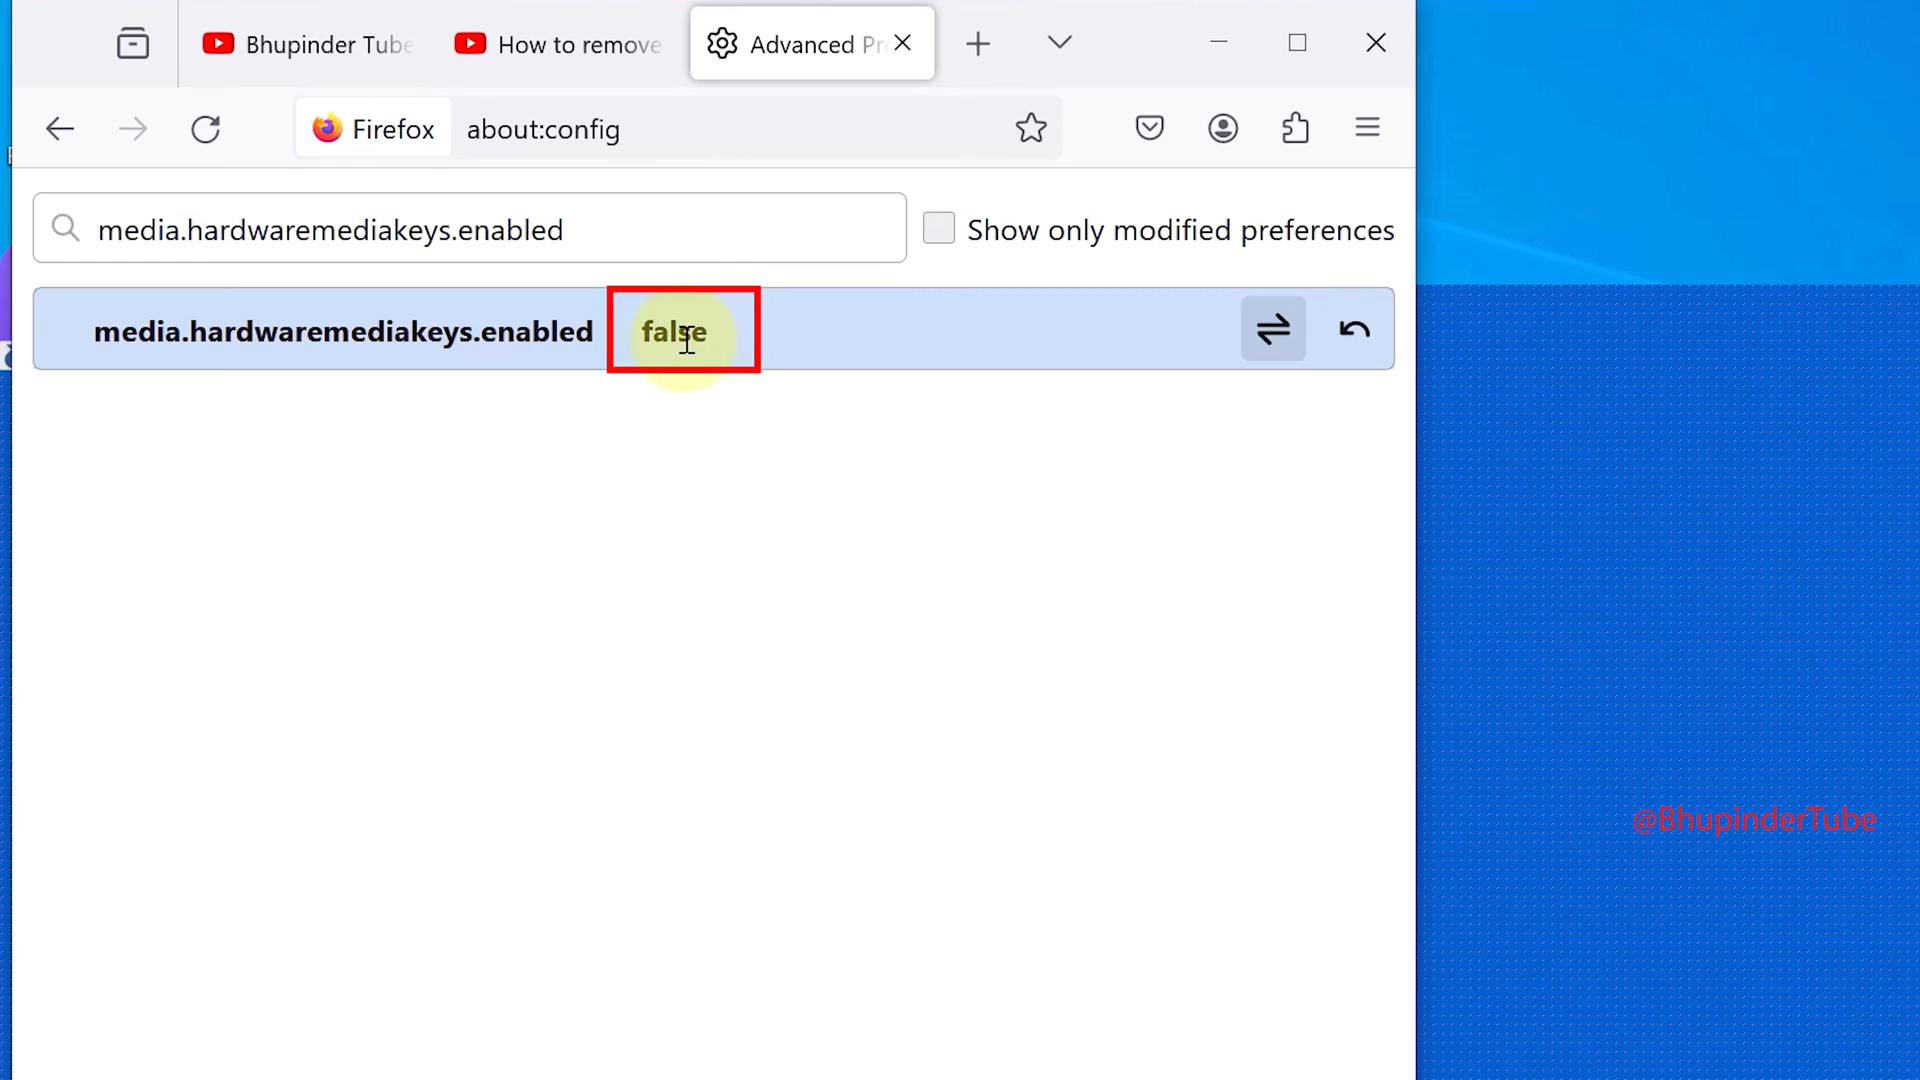 Bhupinder Tube
How to remove
Advanced Pr
Firefox
about:config
media.hardwaremediakeys.enabled
Show only modified preferences
media.hardwaremediakeys.enabled
false
@BhupinderTube